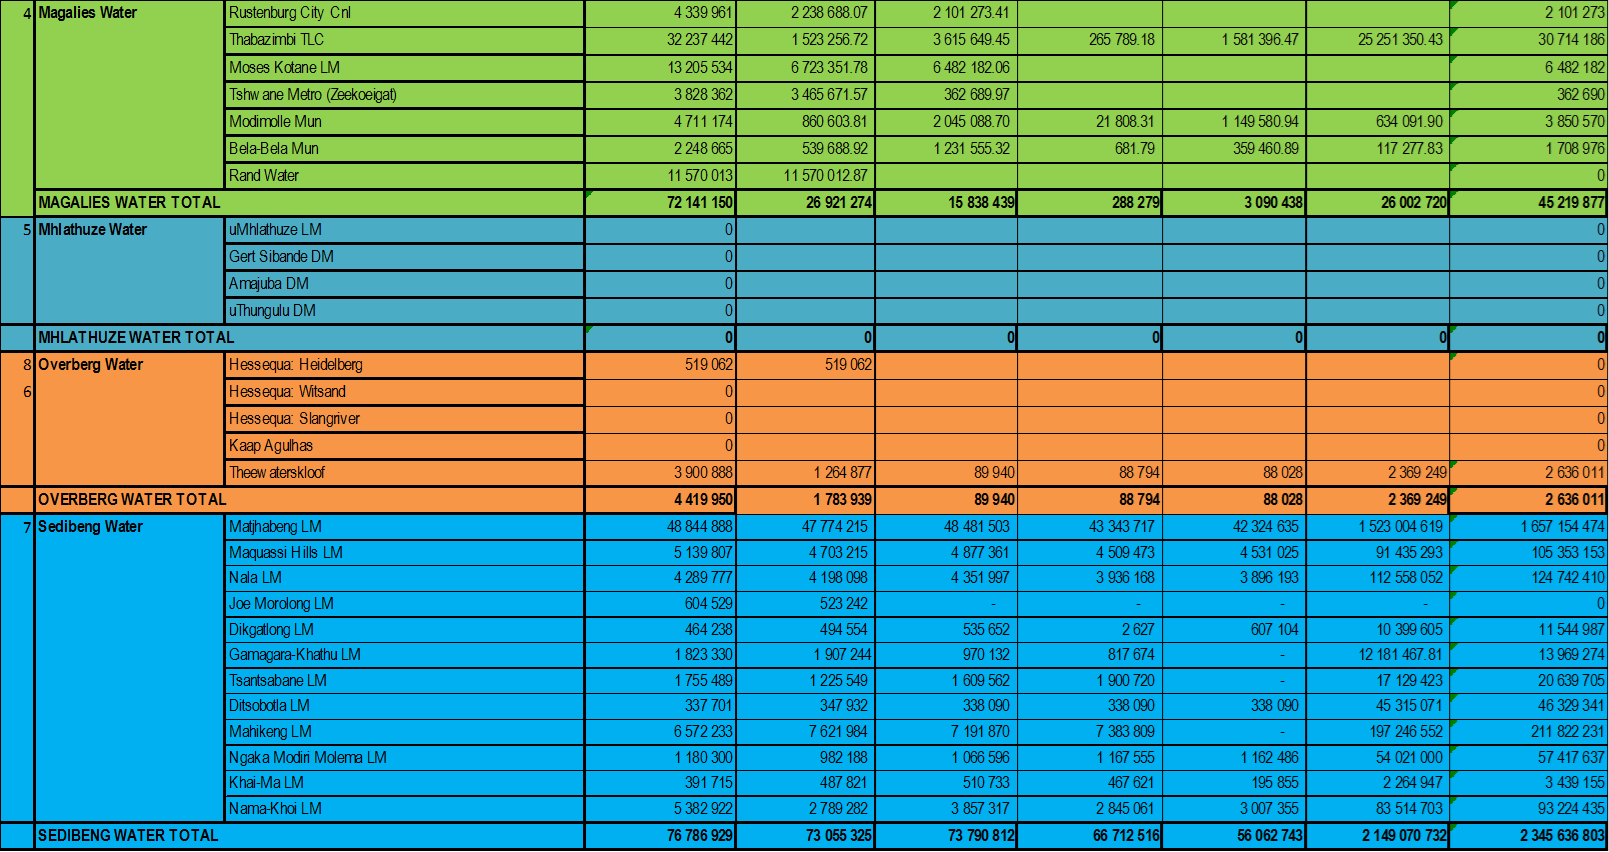 4 Magalies Water Rustenburg City Cnl 4 339 961 2 238 688.07 2 101 273.41 2 101 273
Thabazimbi TLC 32 237 442 1 523 256.72 3 615 649.45 265 789.18 1 581 396.47 25 251 350.43 30 714 186
Moses Kotane LM 13 205 534 6 723 351.78 6 482 182.06 6 482 182
Tshwane Metro (Zeekoeigat) 3 828 362 3 465 671.57 362 689.97 362 690
Modimolle Mun 4 711 174 860 603.81 2 045 088.70 21 808.31 1 149 580.94 634 091.90 3 850 570
Bela-Bela Mun 2 248 665 539 688.92 1 231 555.32 681.79 359 460.89 117 277.83 1 708 976
Rand Water 11 570 013 11 570 012.87 0
MAGALIES WATER TOTAL 72 141 150 26 921 274 15 838 439 288 279 3 090 438 26 002 720 45 219 877
5 Mhlathuze Water uMhlathuze LM 0 0
Gert Sibande DM 0 0
Amajuba DM 0 0
uThungulu DM 0 0
MHLATHUZE WATER TOTAL 0 0 0 0 0 0 0
8 Overberg Water Hessequa: Heidelberg 519 062 519 062 0
6 Hessequa: Witsand 0 0
Hessequa: Slangriver 0 0
Kaap Agulhas 0 0
Theewaterskloof 3 900 888 1 264 877 89 940 88 794 88 028 2 369 249 2 636 011
OVERBERG WATER TOTAL 4 419 950 1 783 939 89 940 88 794 88 028 2 369 249 2 636 011
7 Sedibeng Water Matjhabeng LM 48 844 888 47 774 215 48 481 503 43 343 717 42 324 635 1 523 004 619 1 657 154 474
Maquassi Hills LM 5 139 807 4 703 215 4 877 361 4 509 473 4 531 025 91 435 293 105 353 153
Nala LM 4 289 777 4 198 098 4 351 997 3 936 168 3 896 193 112 558 052 124 742 410
Joe Morolong LM 604 529 523 242 - - - - 0
Dikgatlong LM 464 238 494 554 535 652 2 627 607 104 10 399 605 11 544 987
Gamagara-Khathu LM 1 823 330 1 907 244 970 132 817 674 - 12 181 467.81 13 969 274
Tsantsabane LM 1 755 489 1 225 549 1 609 562 1 900 720 - 17 129 423 20 639 705
Ditsobotla LM 337 701 347 932 338 090 338 090 338 090 45 315 071 46 329 341
Mahikeng LM 6 572 233 7 621 984 7 191 870 7 383 809 - 197 246 552 211 822 231
Ngaka Modiri Molema LM 1 180 300 982 188 1 066 596 1 167 555 1 162 486 54 021 000 57 417 637
Khai-Ma LM 391 715 487 821 510 733 467 621 195 855 2 264 947 3 439 155
Nama-Khoi LM 5 382 922 2 789 282 3 857 317 2 845 061 3 007 355 83 514 703 93 224 435
SEDIBENG WATER TOTAL 76 786 929 73 055 325 73 790 812 66 712 516 56 062 743 2 149 070 732 2 345 636 803